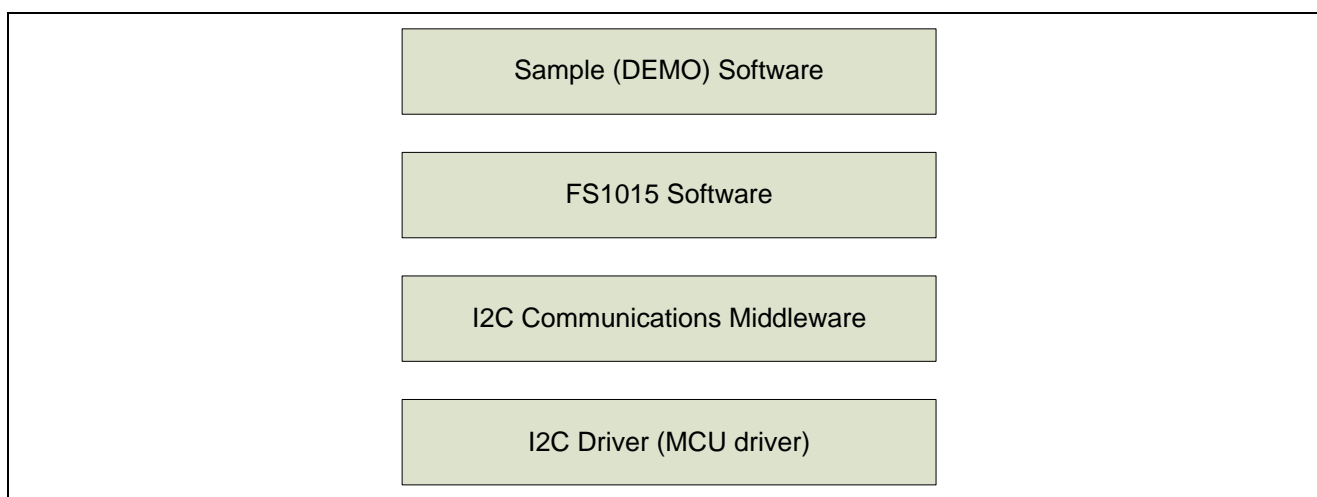 Sample (DEMO) Software
FS1015 Software
I2C Communications Middleware
I2C Driver (MCU driver)